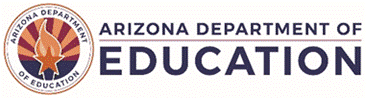 ARIZONA DEPARTMENT
OF EDUCATION
ARIZONA DEPARTMENT OF
EDUCATION